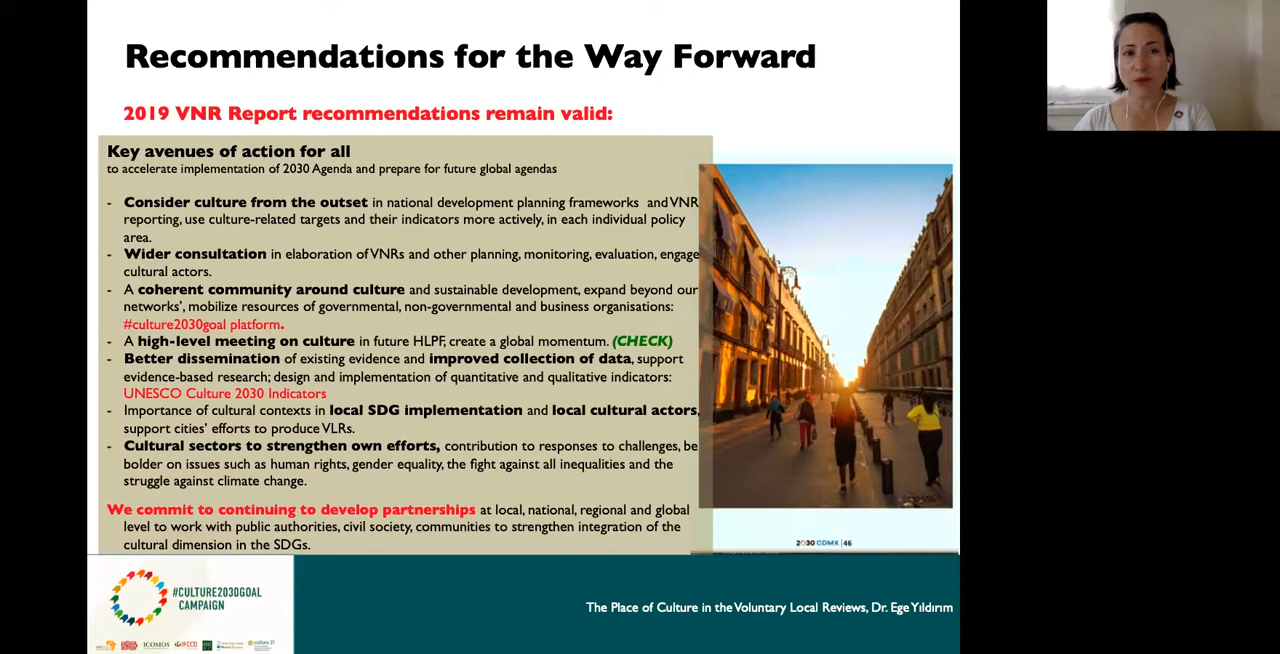 Recommendations for the Way Forward
2019 VNR Report recommendations remain valid:
Key avenues of action for all
to accelerate implementation of 2030 Agenda and prepare for future global agendas
- Consider culture from the outset in national development planning frameworks and VNR
reporting, use culture-related targets and their indicators more actively, in each individual policy
area.
- Wider consultation in elaboration of VNRs and other planning, monitoring, evaluation, engage
cultural actors.
- A coherent community around culture and sustainable development, expand beyond our
networks', mobilize resources of governmental, non-governmental and business organisations:
#culture2030goal platform.
- A high-level meeting on culture in future HLPF, create a global momentum. (CHECK)
- Better dissemination of existing evidence and improved collection of data, support
evidence-based research; design and implementation of quantitative and qualitative indicators:
UNESCO Culture 2030 Indicators
- Importance of cultural contexts in local SDG implementation and local cultural actors,
support cities' efforts to produce VLRs.
- Cultural sectors to strengthen own efforts, contribution to responses to challenges, be
bolder on issues such as human rights, gender equality, the fight against all inequalities and the
struggle against climate change.
We commit to continuing to develop partnerships at local, national, regional and global
level to work with public authorities, civil society, communities to strengthen integration of the
cultural dimension in the SDGs.
2030 CDMX | 46
#CULTURE2030GOAL
CAMPAIGN
ICOMOS IFCCD culture 21
The Place of Culture in the Voluntary Local Reviews, Dr. Ege Yıldırım